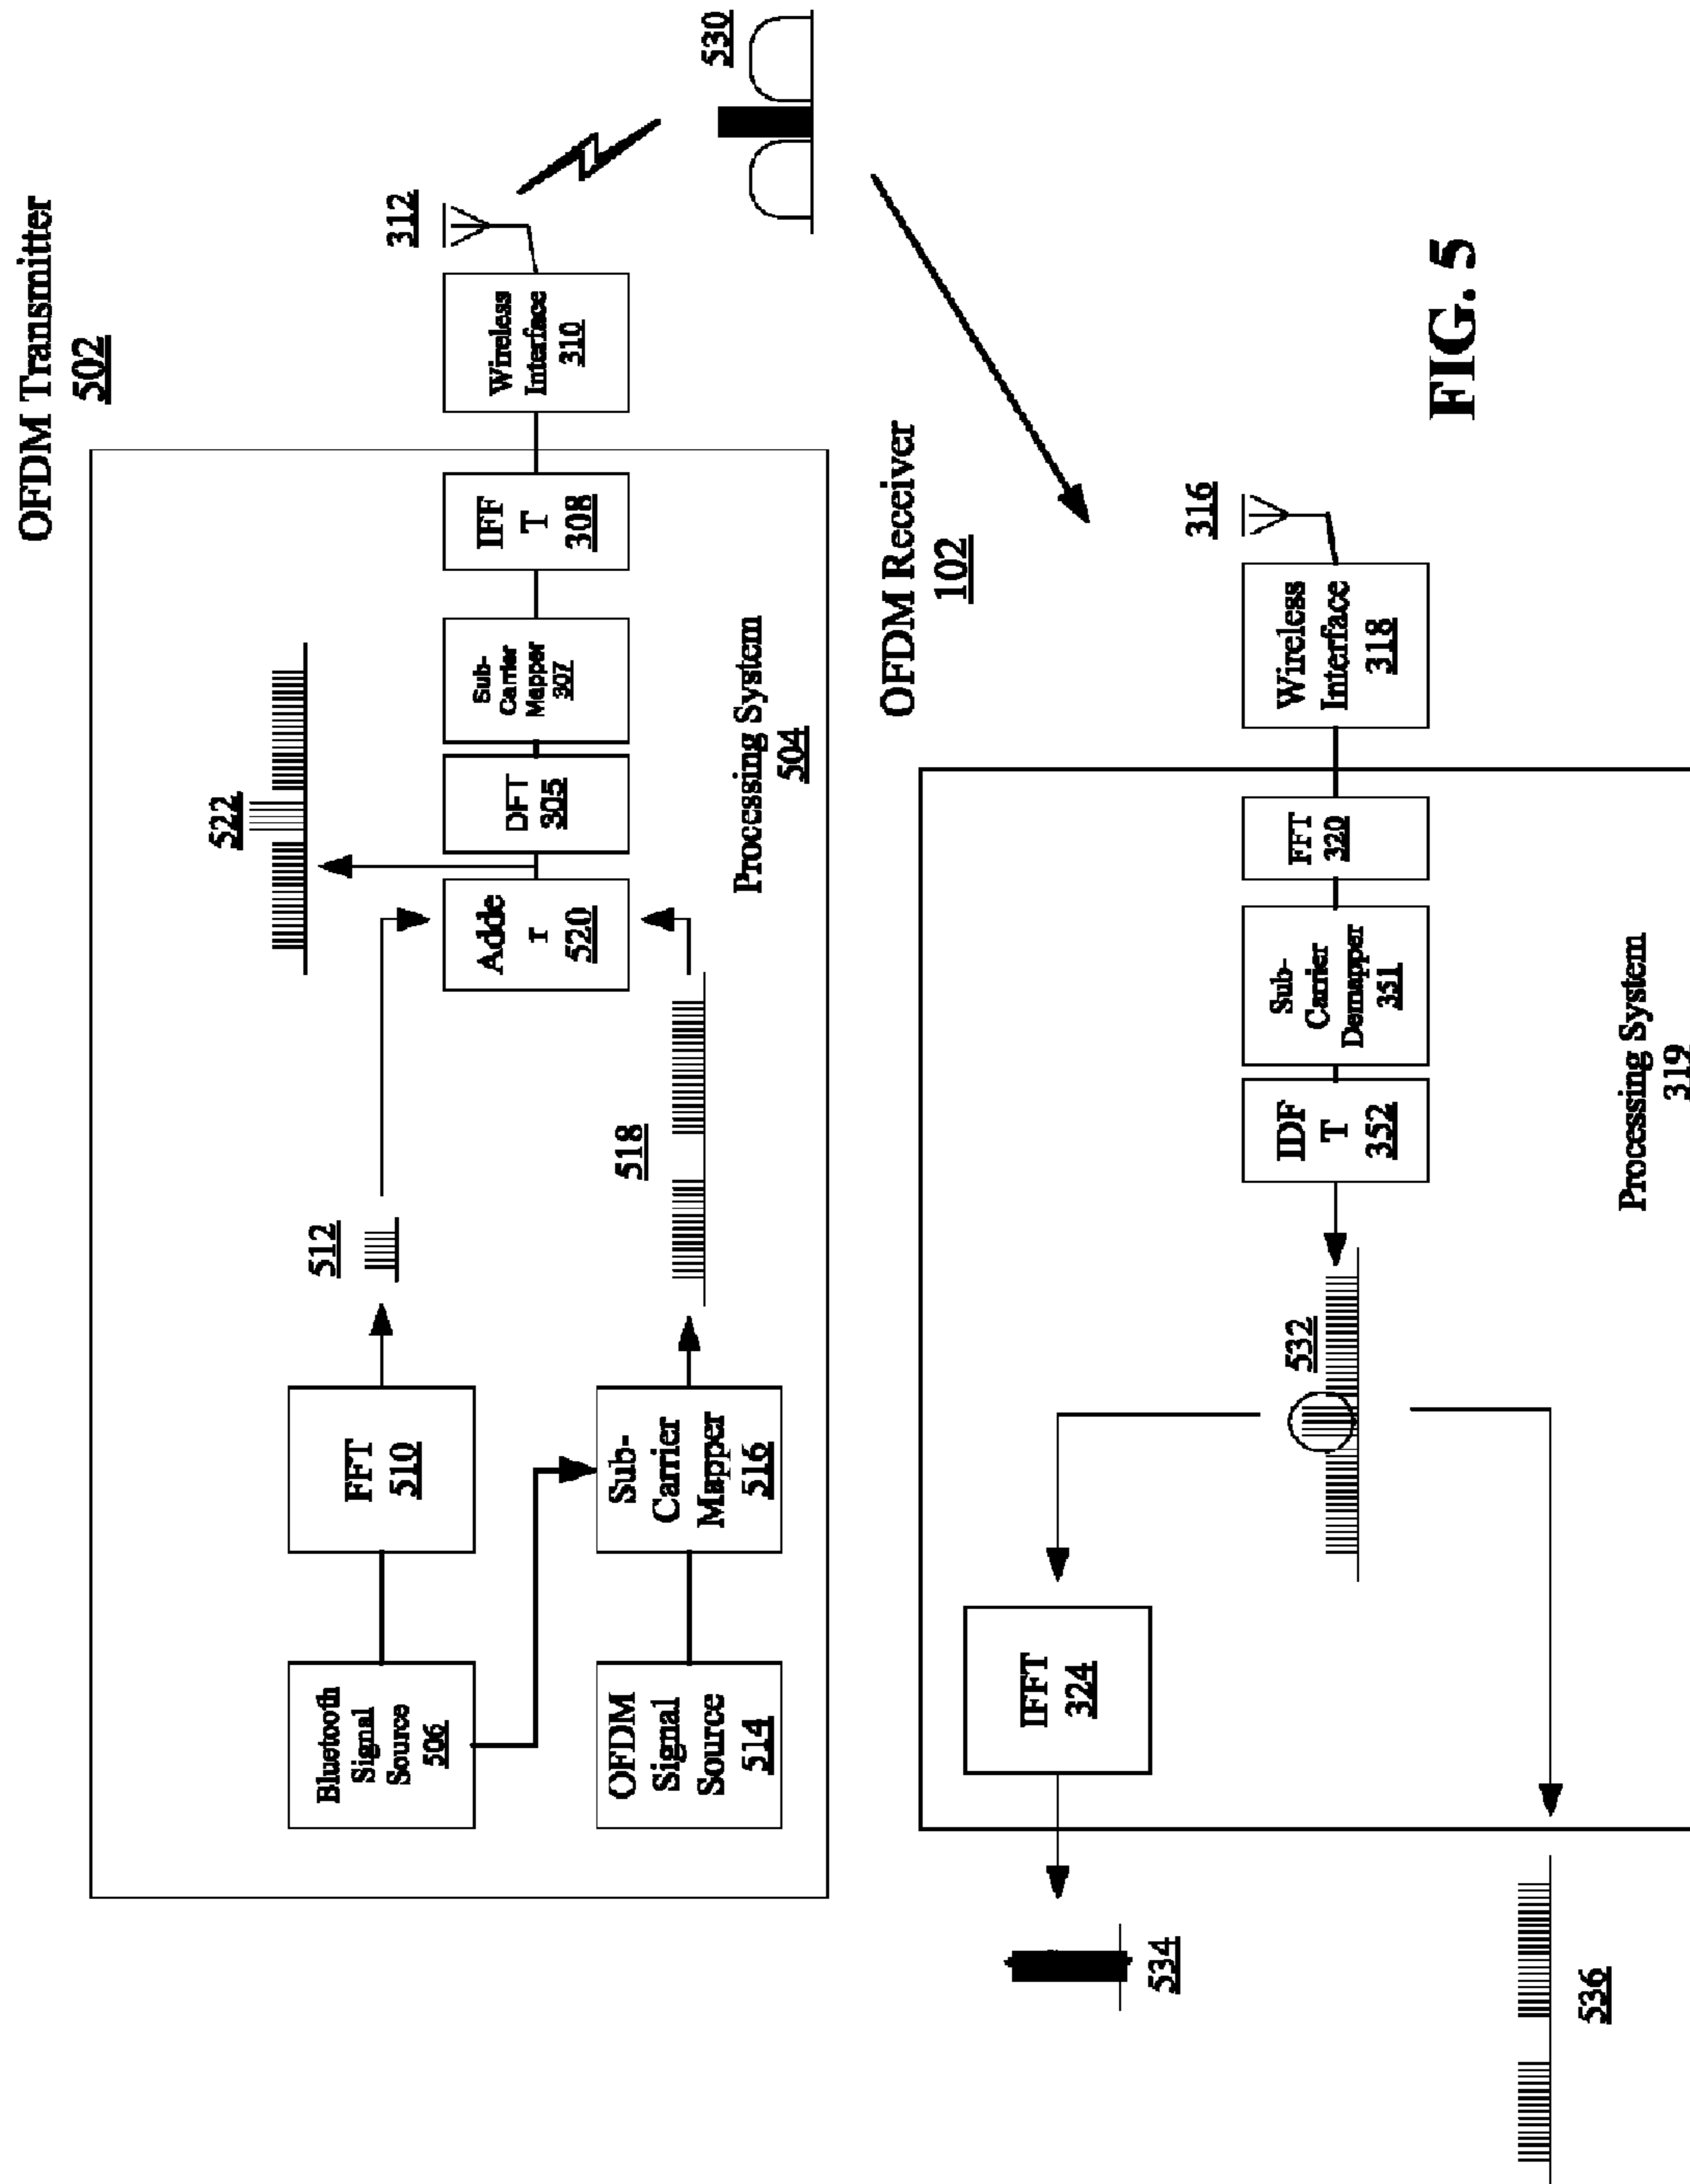 OFDM Transmitter
502
Bluetooth
Signal
Source
506
FFT
510
512
522
OFDM
Signal
Source
514
Sub-
Carrier
Mapper
516
518
Adde
r
520
DFT
305
Sub-
Carrier
Mapper
307
IFF
T
308
Wireless
Interface
310
312
530
Processing System
504
OFDM Receiver
102
316
Wireless
Interface
318
FFT
320
Sub-
Carrier
Demapper
351
IDF
T
352
532
IFFT
324
534
536
Processing System
319
FIG. 5